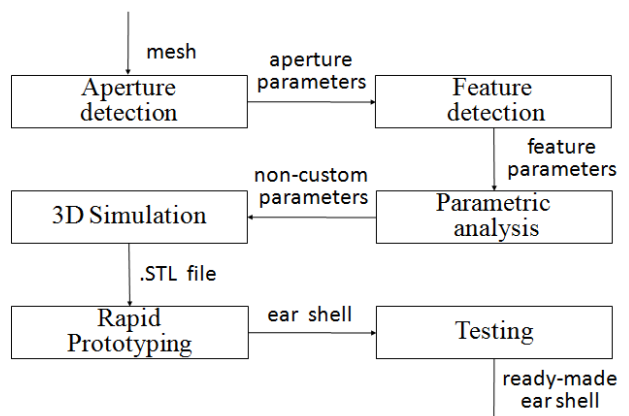 mesh
Aperture
detection
aperture
parameters
Feature
detection
feature
parameters
Parametric
analysis
non-custom
parameters
3D Simulation
.STL file
Rapid
Prototyping
ear shell
Testing
ready-made
ear shell